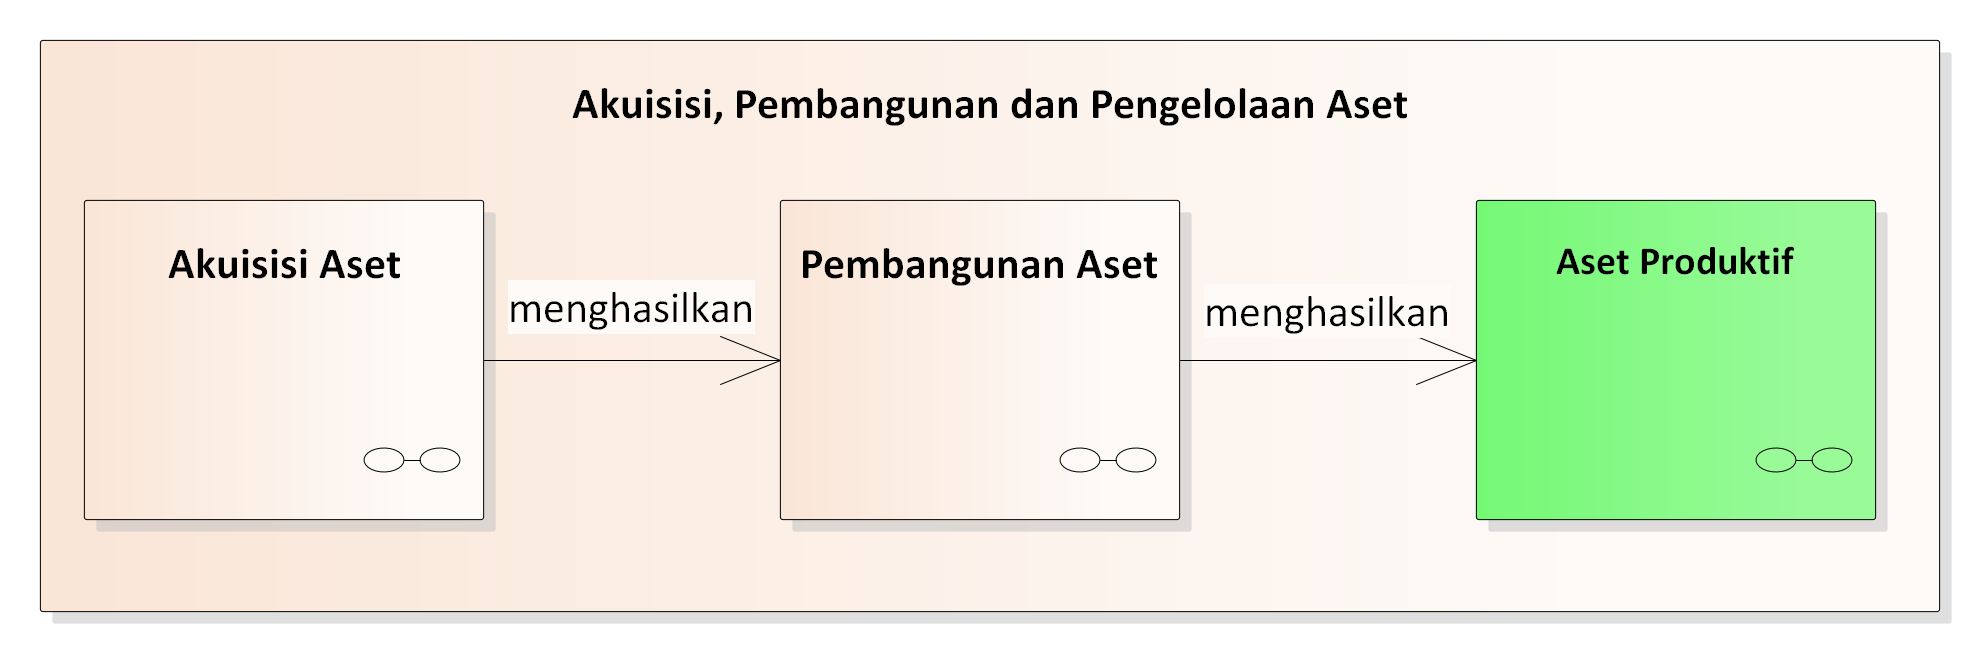 Akuisisi, Pembangunan dan Pengelolaan Aset
Akuisisi Aset
menghasilkan
Pembangunan Aset
menghasilkan
Aset Produktif